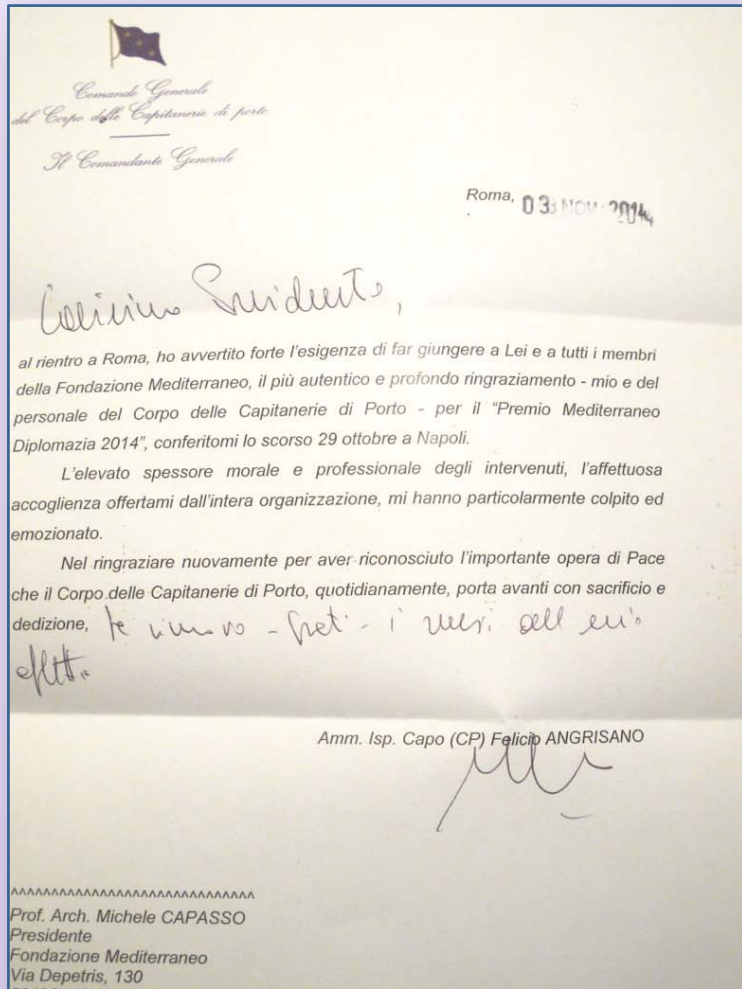 Comando Generale
del Corpo delle Capitanerie di porto
Il Comandante Generale
Roma, 03 NOV. 2014
Carissimo Presidente,
al rientro a Roma, ho avvertito forte l'esigenza di far giungere a Lei e a tutti i membri
della Fondazione Mediterraneo, il più autentico e profondo ringraziamento - mio e del
personale del Corpo delle Capitanerie di Porto - per il "Premio Mediterraneo
Diplomazia 2014", conferitomi lo scorso 29 ottobre a Napoli.
L'elevato spessore morale e professionale degli intervenuti, l'affettuosa
accoglienza offertami dall'intera organizzazione, mi hanno particolarmente colpito ed
emozionato.
Nel ringraziare nuovamente per aver riconosciuto l'importante opera di Pace
che il Corpo delle Capitanerie di Porto, quotidianamente, porta avanti con sacrificio e
dedizione,
Amm. Isp. Capo (CP) Felicio ANGRISANO
^^^^^^^^^^^^^^^^^^^^^^^^^^^^^^
Prof. Arch. Michele CAPASSO
Presidente
Fondazione Mediterraneo
Via Depetris, 130